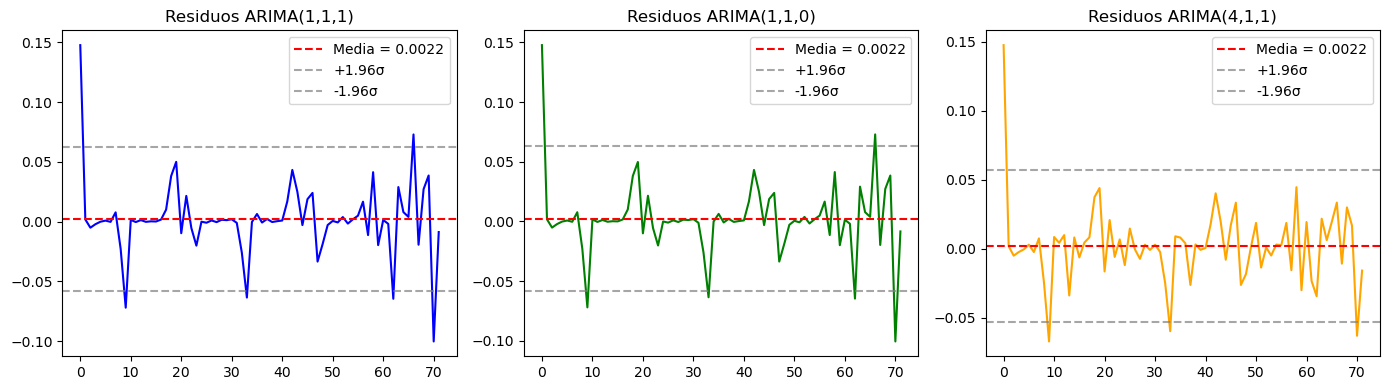 Residuos ARIMA(1,1,1)
0.15
0.10
0.05
0.00
−0.05
−0.10
0 10 20 30 40 50 60 70
Media = 0.0022
+1.96σ
-1.96σ
Residuos ARIMA(1,1,0)
0.15
0.10
0.05
0.00
−0.05
−0.10
0 10 20 30 40 50 60 70
Media = 0.0022
+1.96σ
-1.96σ
Residuos ARIMA(4,1,1)
0.15
0.10
0.05
0.00
−0.05
0 10 20 30 40 50 60 70
Media = 0.0022
+1.96σ
-1.96σ